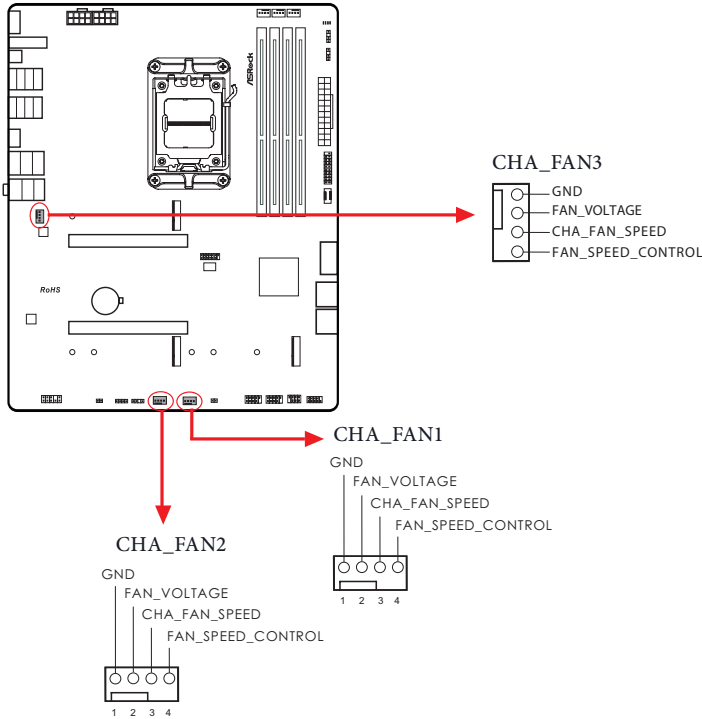 ASRock
RoHS
CHA_FAN3
GND
FAN_VOLTAGE
CHA_FAN_SPEED
FAN_SPEED_CONTROL
CHA_FAN1
GND
FAN_VOLTAGE
CHA_FAN_SPEED
FAN_SPEED_CONTROL
1 2 3 4
CHA_FAN2
GND
FAN_VOLTAGE
CHA_FAN_SPEED
FAN_SPEED_CONTROL
1 2 3 4